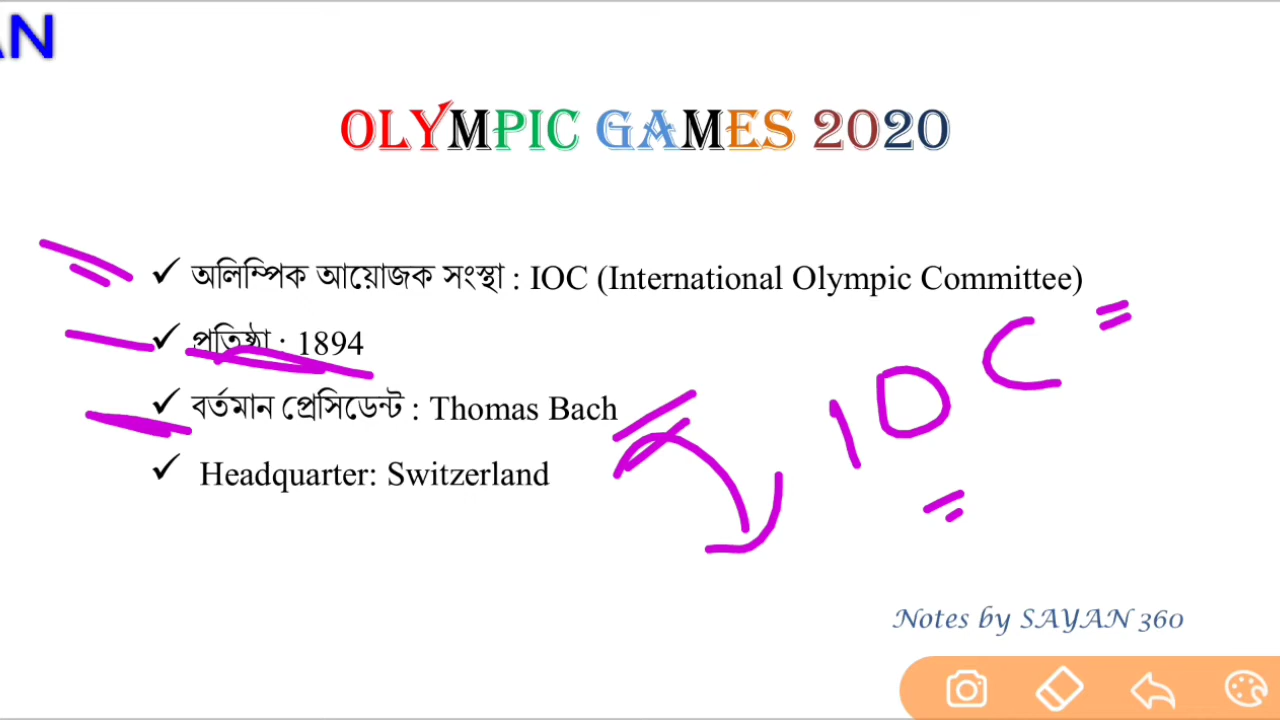 AN
OLYMPIC GAMES 2020
✓ অলিম্পিক আয়োজক সংস্থা : IOC (International Olympic Committee)
✓ প্রতিষ্ঠা : 1894
✓ বর্তমান প্রেসিডেন্ট : Thomas Bach
✓ Headquarter: Switzerland
IOC
Notes by SAYAN 360